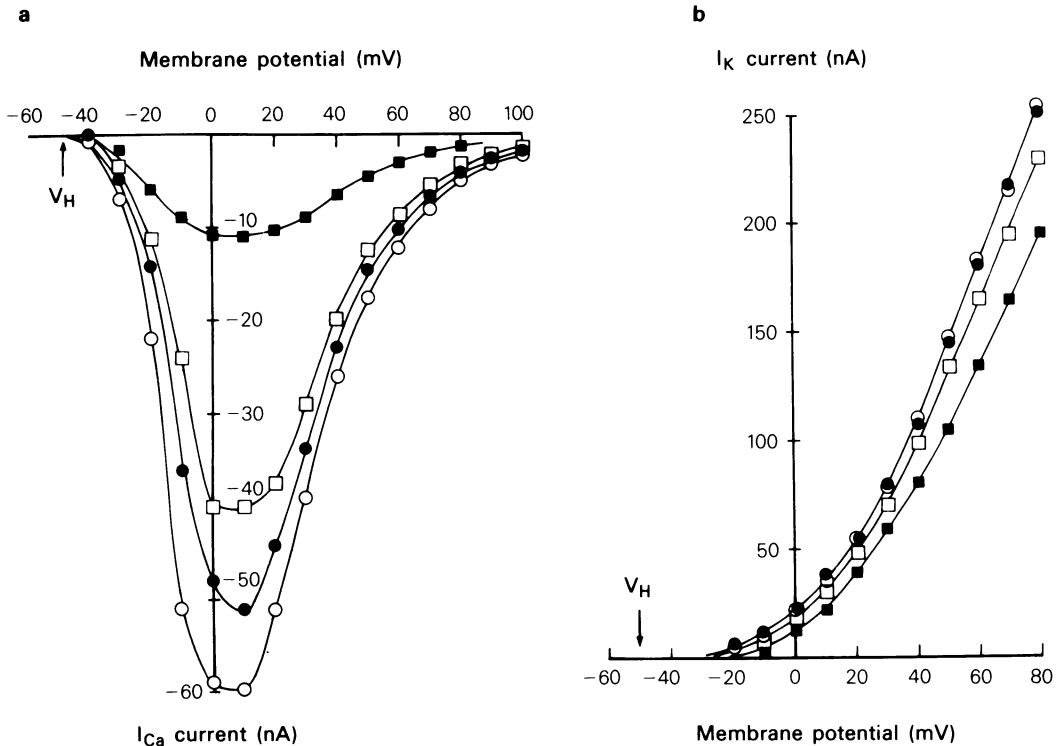 a
Membrane potential (mV)
−60 −40 −20 0 20 40 60 80 100
V_H
−10
−20
−30
−40
−50
−60
I_Ca current (nA)
b
I_K current (nA)
250
200
150
100
50
V_H
−60 −40 −20 0 20 40 60 80
Membrane potential (mV)